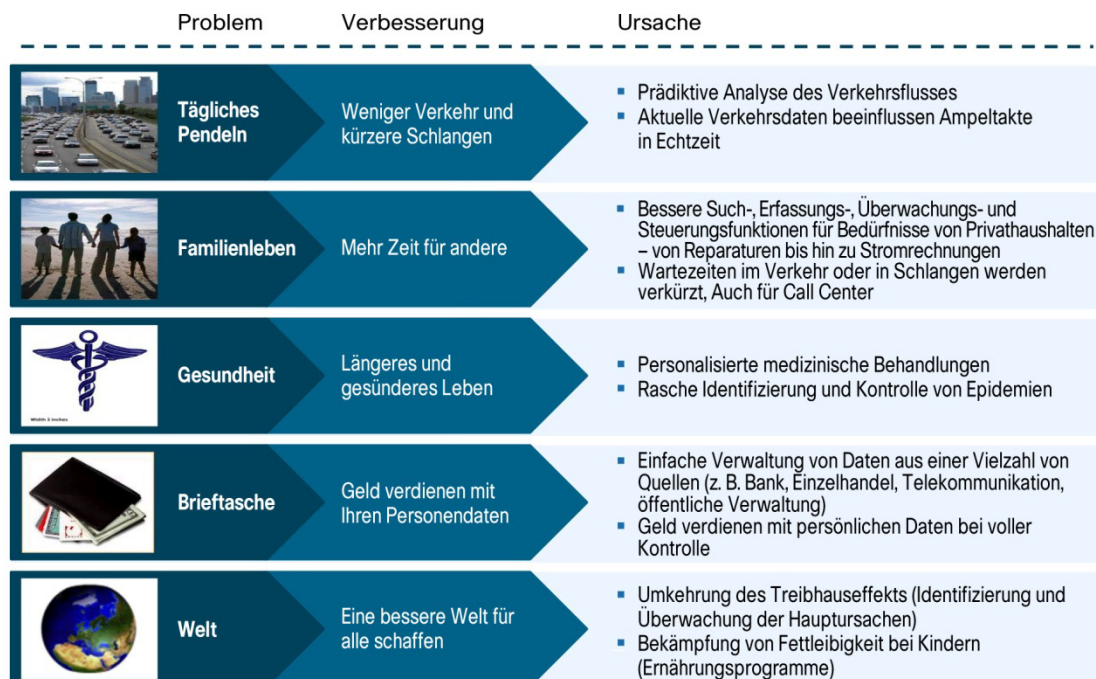 Problem Verbesserung Ursache
Tägliches
Pendeln
Weniger Verkehr und
kürzere Schlangen
▪ Prädiktive Analyse des Verkehrsflusses
▪ Aktuelle Verkehrsdaten beeinflussen Ampeltakte
in Echtzeit
Familienleben
Mehr Zeit für andere
▪ Bessere Such-, Erfassungs-, Überwachungs- und
Steuerungsfunktionen für Bedürfnisse von Privathaushalten
– von Reparaturen bis hin zu Stromrechnungen
▪ Wartezeiten im Verkehr oder in Schlangen werden
verkürzt, Auch für Call Center
Width 3 inches
Gesundheit
Längeres und
gesünderes Leben
▪ Personalisierte medizinische Behandlungen
▪ Rasche Identifizierung und Kontrolle von Epidemien
Brieftasche
Geld verdienen mit
Ihren Personendaten
▪ Einfache Verwaltung von Daten aus einer Vielzahl von
Quellen (z. B. Bank, Einzelhandel, Telekommunikation,
öffentliche Verwaltung)
▪ Geld verdienen mit persönlichen Daten bei voller
Kontrolle
Welt
Eine bessere Welt für
alle schaffen
▪ Umkehrung des Treibhauseffekts (Identifizierung und
Überwachung der Hauptursachen)
▪ Bekämpfung von Fettleibigkeit bei Kindern
(Ernährungsprogramme)